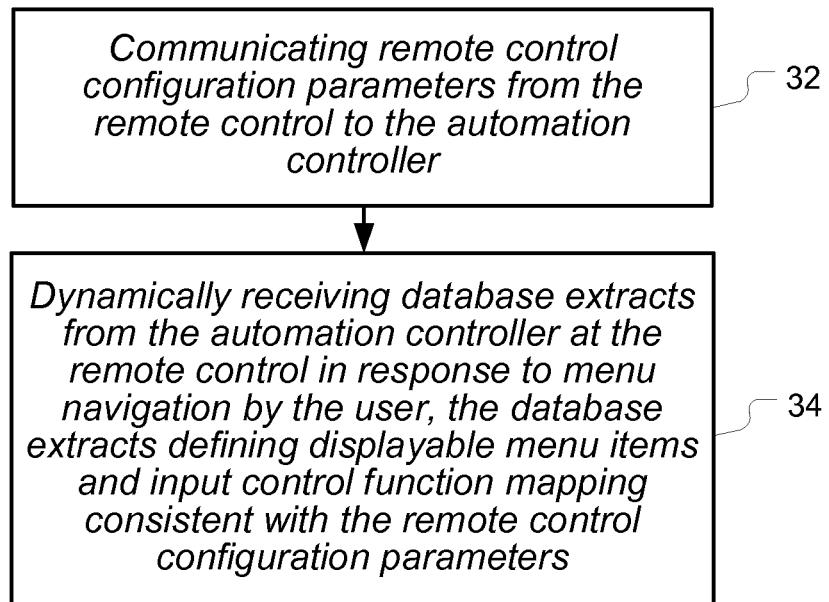 Communicating remote control
configuration parameters from the
remote control to the automation
controller
32
Dynamically receiving database extracts
from the automation controller at the
remote control in response to menu
navigation by the user, the database
extracts defining displayable menu items
and input control function mapping
consistent with the remote control
configuration parameters
34